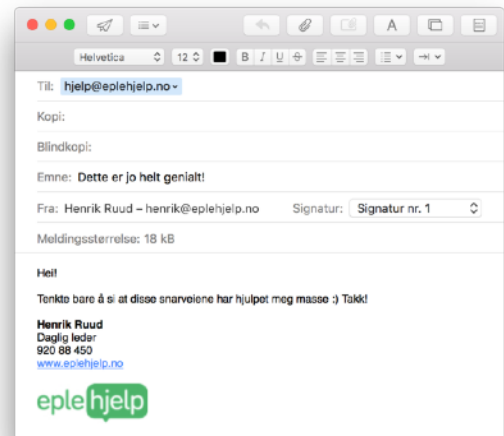 Helvetica 12 B I U S
A
Til: hjelp@eplehjelp.no
Kopi:
Blindkopi:
Emne: Dette er jo helt genialt!
Fra: Henrik Ruud – henrik@eplehjelp.no Signatur: Signatur nr. 1
Meldingsstørrelse: 18 kB
Hei!
Tenkte bare å si at disse snarveiene har hjulpet meg masse :) Takk!
Henrik Ruud
Daglig leder
920 88 450
www.eplehjelp.no
eplehjelp